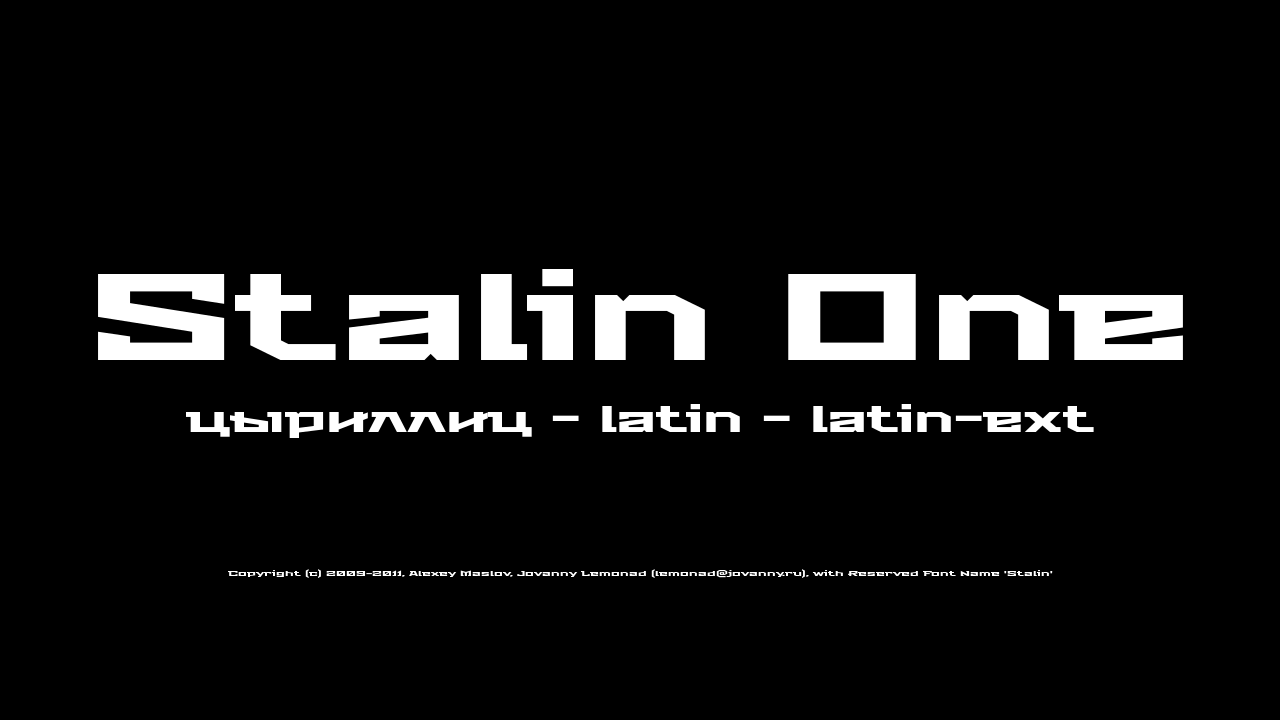 Stalin One
цыриллиц - latin - latin-ext
Copyright (c) 2009-2011, Alexey Maslov, Jovanny Lemonad (lemonad@jovanny.ru), with Reserved Font Name 'Stalin'